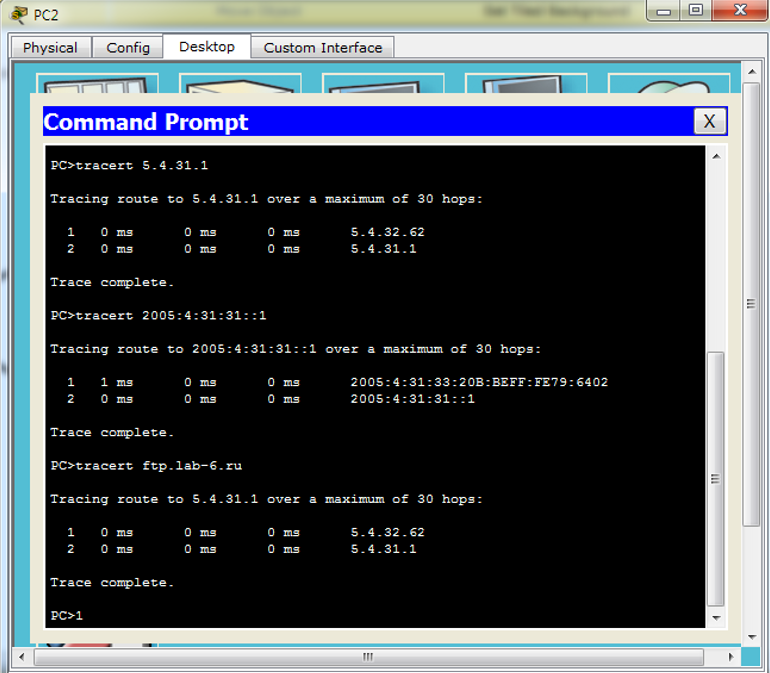 PC2
Physical Config Desktop Custom Interface
Command Prompt X
PC>tracert 5.4.31.1
Tracing route to 5.4.31.1 over a maximum of 30 hops:
1 0 ms 0 ms 0 ms 5.4.32.62
2 0 ms 0 ms 0 ms 5.4.31.1
Trace complete.
PC>tracert 2005:4:31:31::1
Tracing route to 2005:4:31:31::1 over a maximum of 30 hops:
1 1 ms 0 ms 0 ms 2005:4:31:33:20B:BEFF:FE79:6402
2 0 ms 0 ms 0 ms 2005:4:31:31::1
Trace complete.
PC>tracert ftp.lab-6.ru
Tracing route to 5.4.31.1 over a maximum of 30 hops:
1 0 ms 0 ms 0 ms 5.4.32.62
2 0 ms 0 ms 0 ms 5.4.31.1
Trace complete.
PC>1